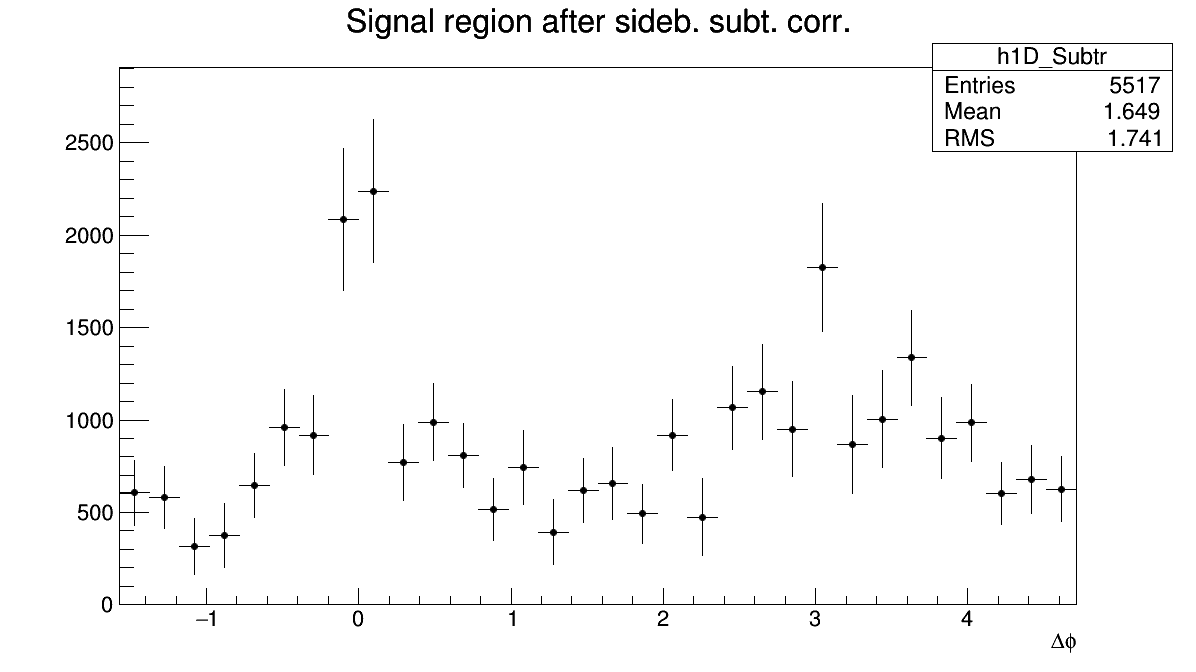 Signal region after sideb. subt. corr.
h1D_Subtr
Entries 5517
Mean 1.649
RMS 1.741
2500
2000
1500
1000
500
0
−1 0 1 2 3 4
Δϕ